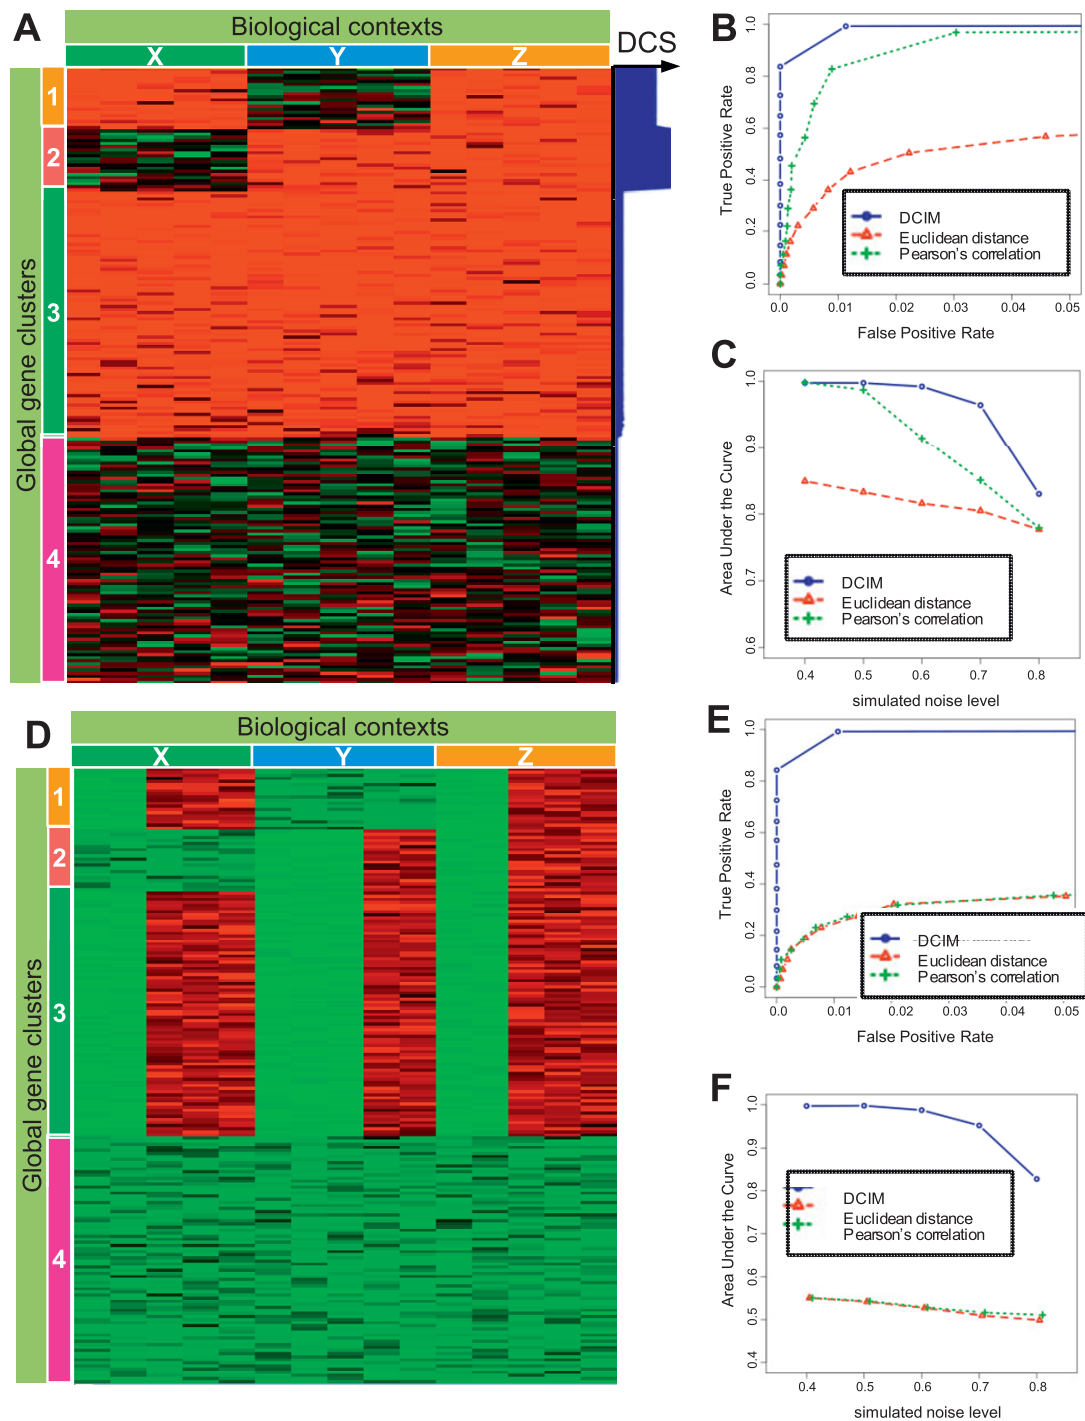 A
Biological contexts
X Y Z
DCS
Global gene clusters
1
2
3
4
B
True Positive Rate
1.0
0.8
0.6
0.4
0.2
0.0
DCIM
Euclidean distance
Pearson's correlation
0.0 0.01 0.02 0.03 0.04 0.05
False Positive Rate
C
Area Under the Curve
1.0
0.9
0.8
0.7
0.6
DCIM
Euclidean distance
Pearson's correlation
0.4 0.5 0.6 0.7 0.8
simulated noise level
D
Biological contexts
X Y Z
Global gene clusters
1
2
3
4
E
True Positive Rate
1.0
0.8
0.6
0.4
0.2
0.0
DCIM
Euclidean distance
Pearson's correlation
0.0 0.01 0.02 0.03 0.04 0.05
False Positive Rate
F
Area Under the Curve
1.0
0.9
0.8
0.7
0.6
0.5
0.4
DCIM
Euclidean distance
Pearson's correlation
0.4 0.5 0.6 0.7 0.8
simulated noise level